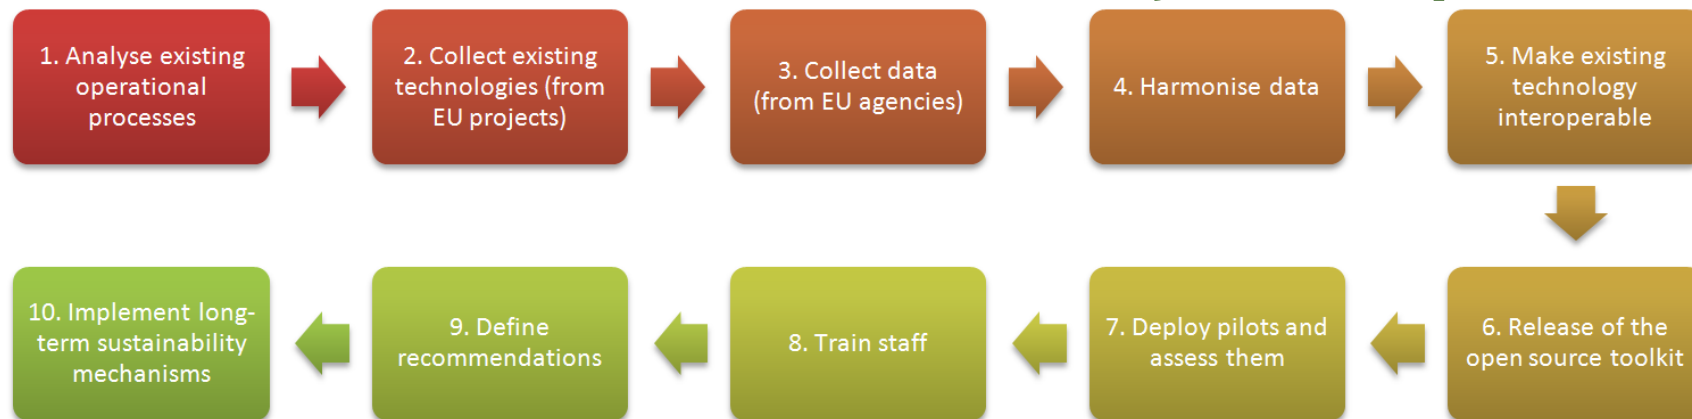 1. Analyse existing
operational
processes
2. Collect existing
technologies (from
EU projects)
3. Collect data
(from EU agencies)
4. Harmonise data
5. Make existing
technology
interoperable
6. Release of the
open source toolkit
7. Deploy pilots and
assess them
8. Train staff
9. Define
recommendations
10. Implement long-
term sustainability
mechanisms